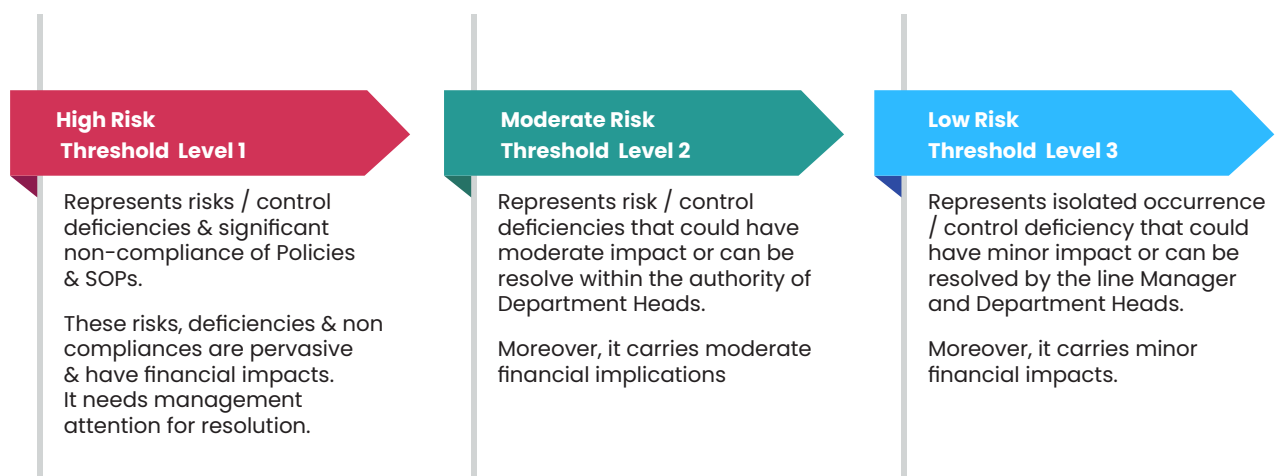 High Risk
Threshold Level 1
Represents risks / control
deficiencies & significant
non-compliance of Policies
& SOPs.
These risks, deficiencies & non
compliances are pervasive
& have financial impacts.
It needs management
attention for resolution.
Moderate Risk
Threshold Level 2
Represents risk / control
deficiencies that could have
moderate impact or can be
resolve within the authority of
Department Heads.
Moreover, it carries moderate
financial implications
Low Risk
Threshold Level 3
Represents isolated occurrence
/ control deficiency that could
have minor impact or can be
resolved by the line Manager
and Department Heads.
Moreover, it carries minor
financial impacts.